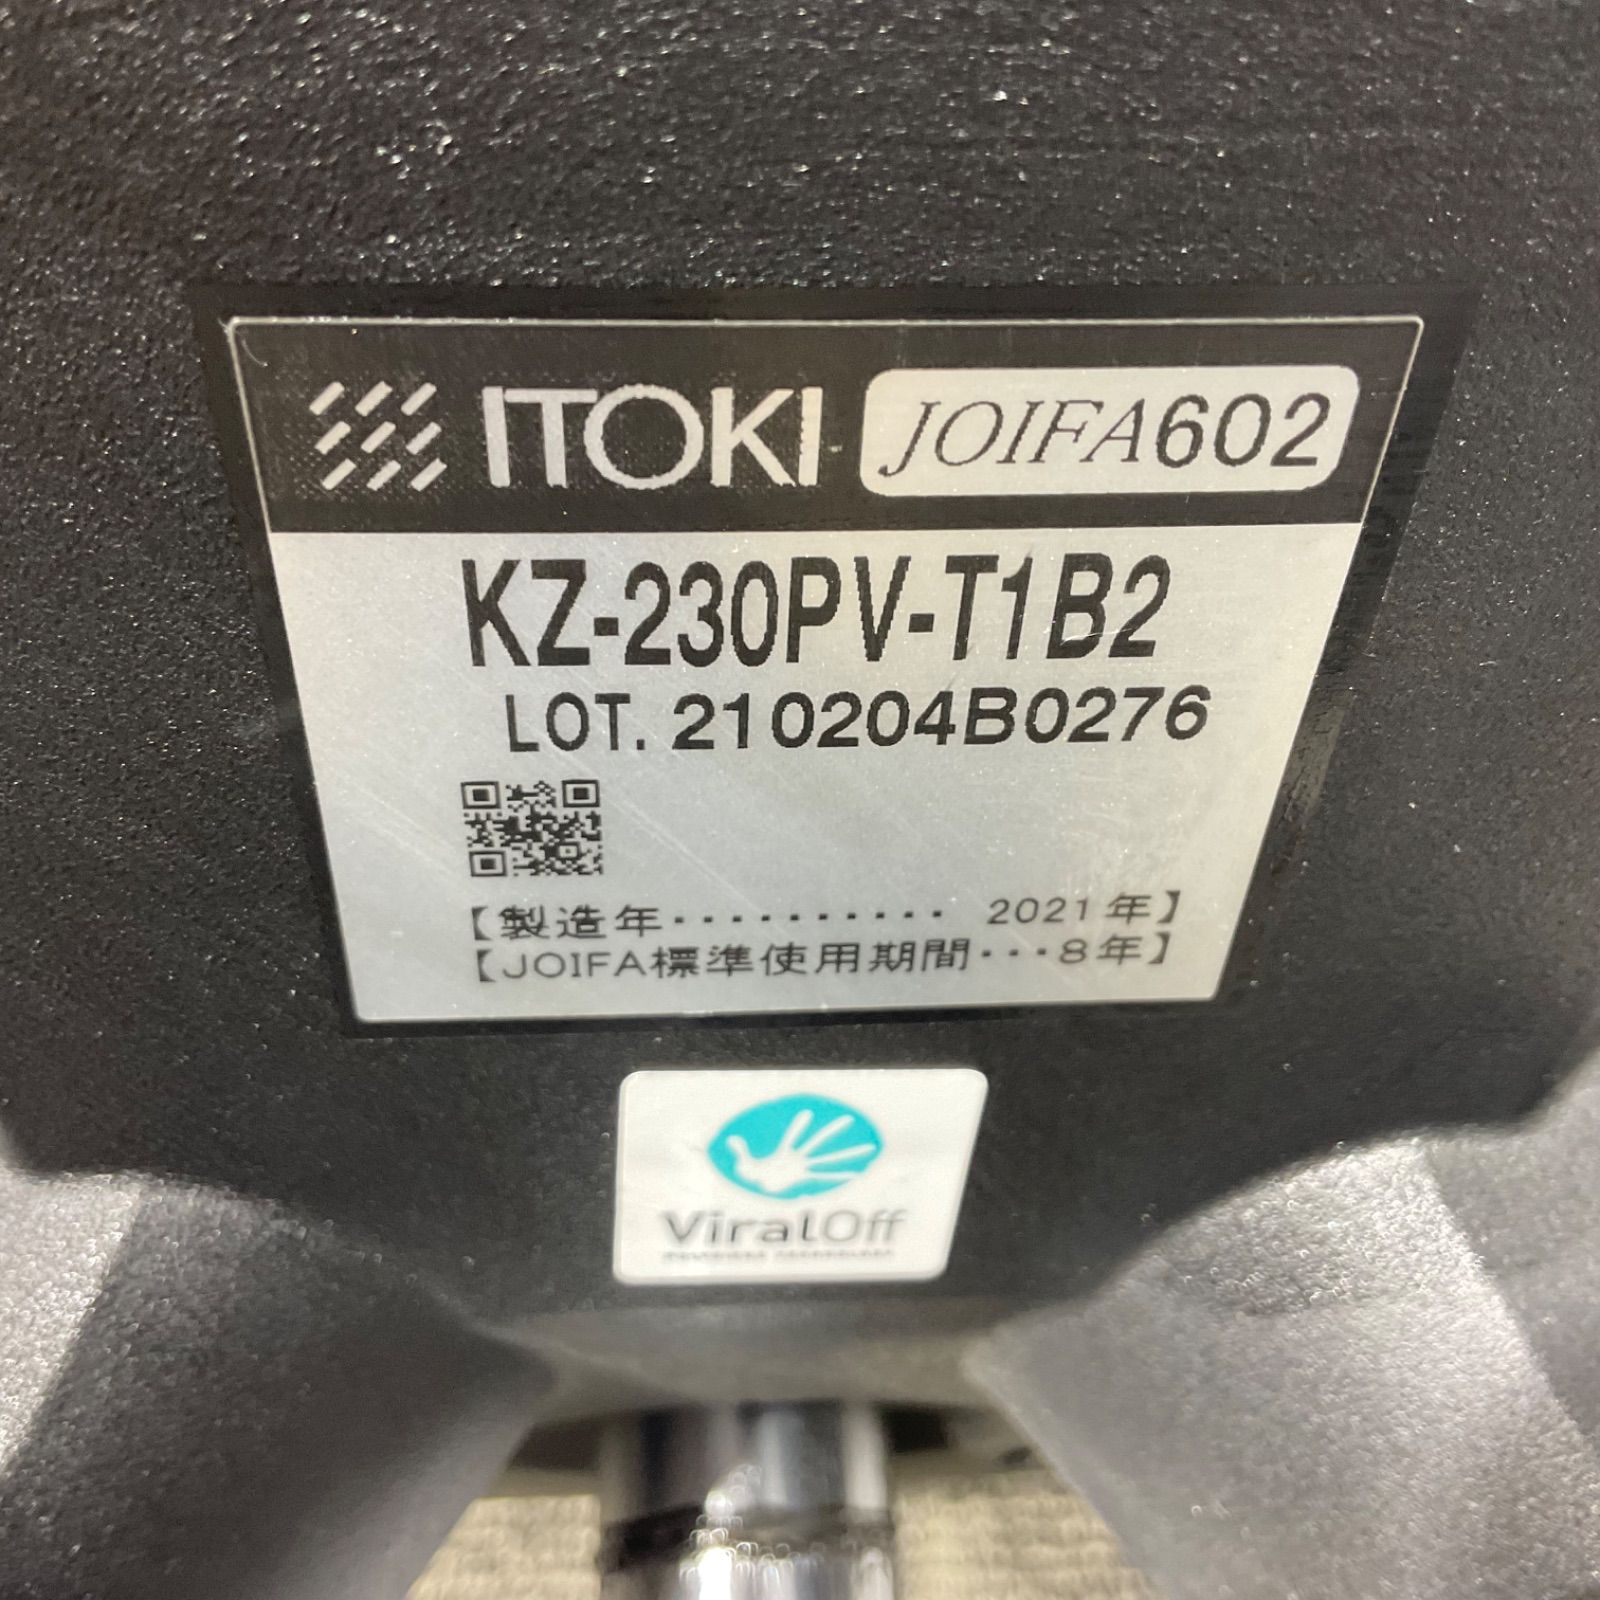 ITOKI JOIFA602
KZ-230PV-T1B2
LOT. 210204B0276
【製造年・・・・・・・・・・ 2021年】
【JOIFA標準使用期間・・・8年】
ViralOff